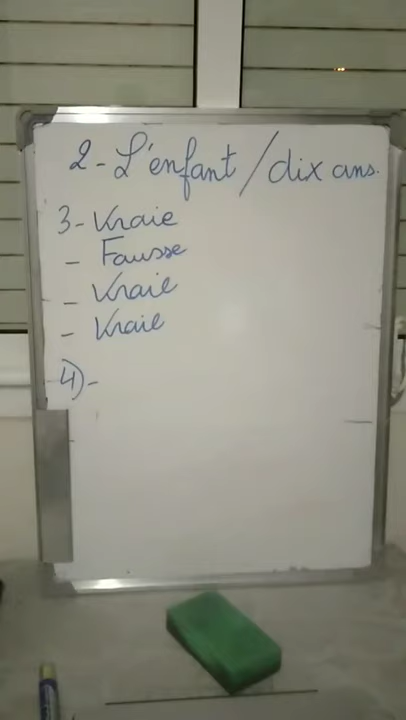 2- L'enfant / dix ans.
3- Vraie
- Fausse
- Vraie
- Vraie
4)-